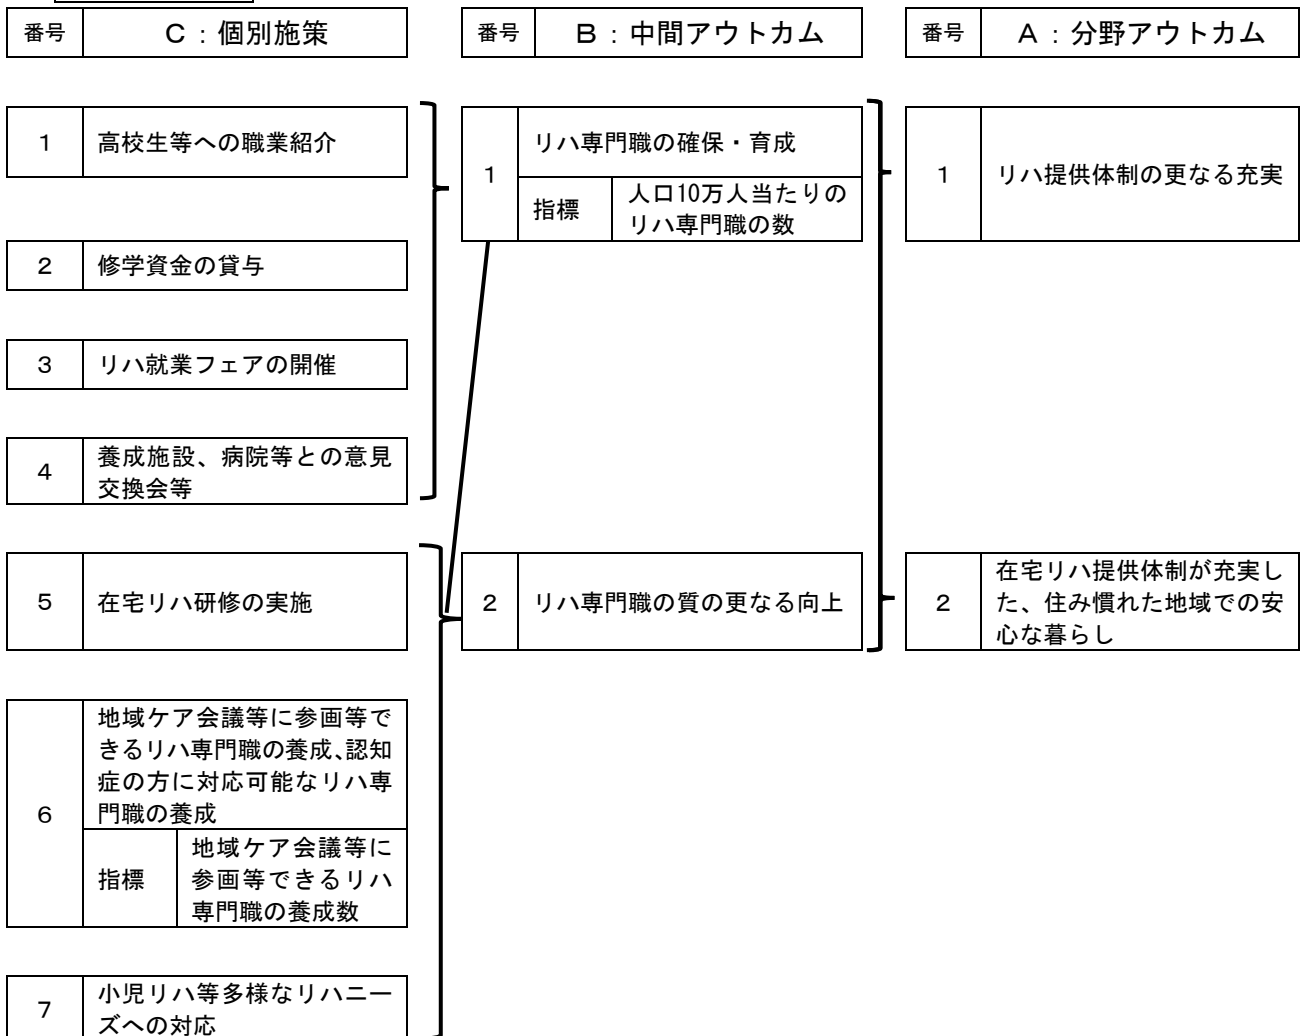 番号
C：個別施策
番号
B：中間アウトカム
番号
A：分野アウトカム
1
高校生等への職業紹介
2
修学資金の貸与
3
リハ就業フェアの開催
4
養成施設、病院等との意見
交換会等
5
在宅リハ研修の実施
6
地域ケア会議等に参画等で
きるリハ専門職の養成、認知
症の方に対応可能なリハ専
門職の養成
指標
地域ケア会議等に
参画等できるリハ
専門職の養成数
7
小児リハ等多様なリハニー
ズへの対応
1
リハ専門職の確保・育成
指標
人口10万人当たりの
リハ専門職の数
2
リハ専門職の質の更なる向上
1
リハ提供体制の更なる充実
2
在宅リハ提供体制が充実し
た、住み慣れた地域での安
心な暮らし